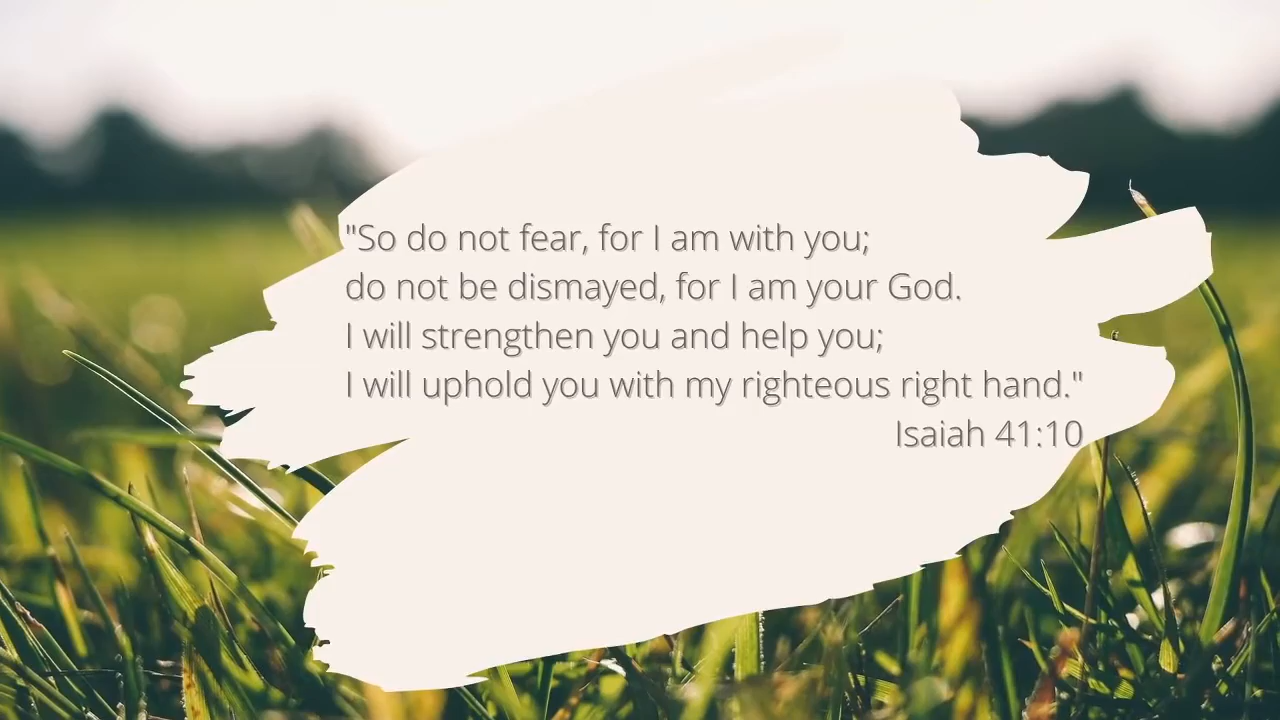 "So do not fear, for I am with you;
do not be dismayed, for I am your God.
I will strengthen you and help you;
I will uphold you with my righteous right hand."
Isaiah 41:10